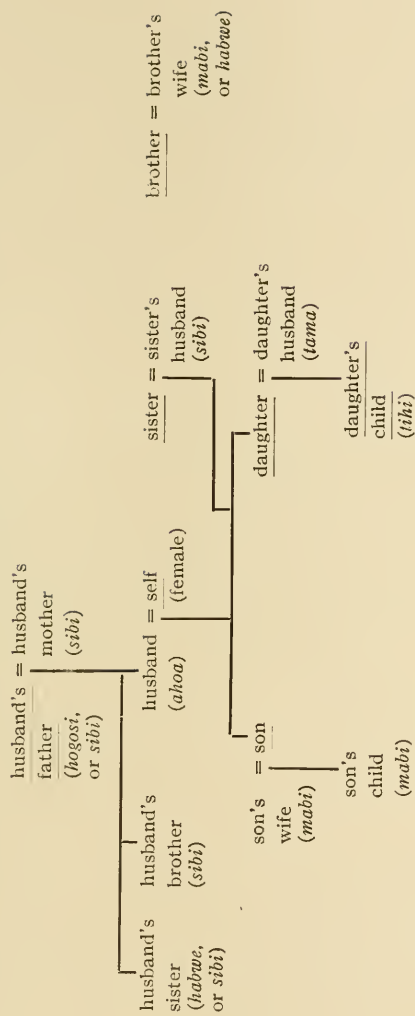 husband's = husband's
father mother
(hogosi, (sibi)
or sibi)
husband's husband's husband = self sister = sister's brother = brother's
sister brother (ahoa) (female) husband wife
(habwe, (sibi) (sibi) (mabi,
or sibi) or habwe)
son's = son daughter = daughter's
wife husband
(mabi) (tama)
son's daughter's
child child
(mabi) (tihi)